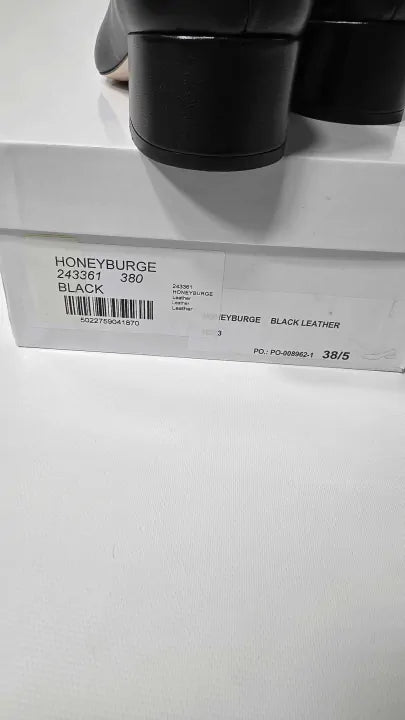 HONEYBURGE
243361 380
BLACK
5022759041870
243361
HONEYBURGE
Leather
Leather
Leather
EYBURGE BLACK LEATHER
3
PO.: PO-008962-1 38/5